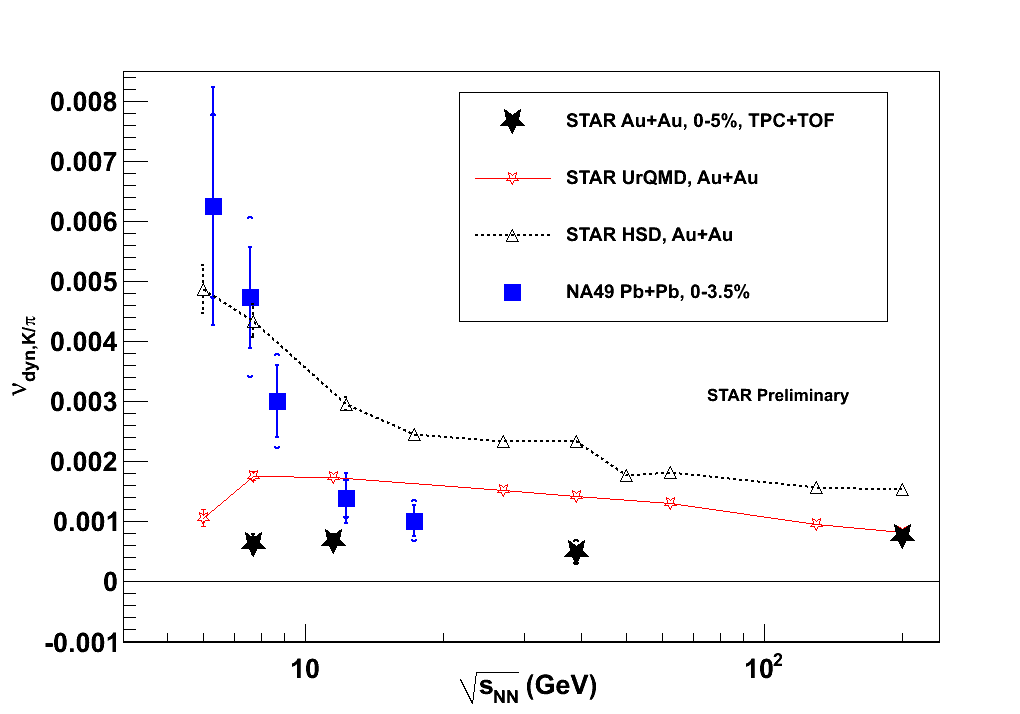 0.008
0.007
0.006
0.005
0.004
0.003
0.002
0.001
0
-0.001
νdyn,K/π
STAR Au+Au, 0-5%, TPC+TOF
STAR UrQMD, Au+Au
STAR HSD, Au+Au
NA49 Pb+Pb, 0-3.5%
STAR Preliminary
10
10²
√sNN (GeV)